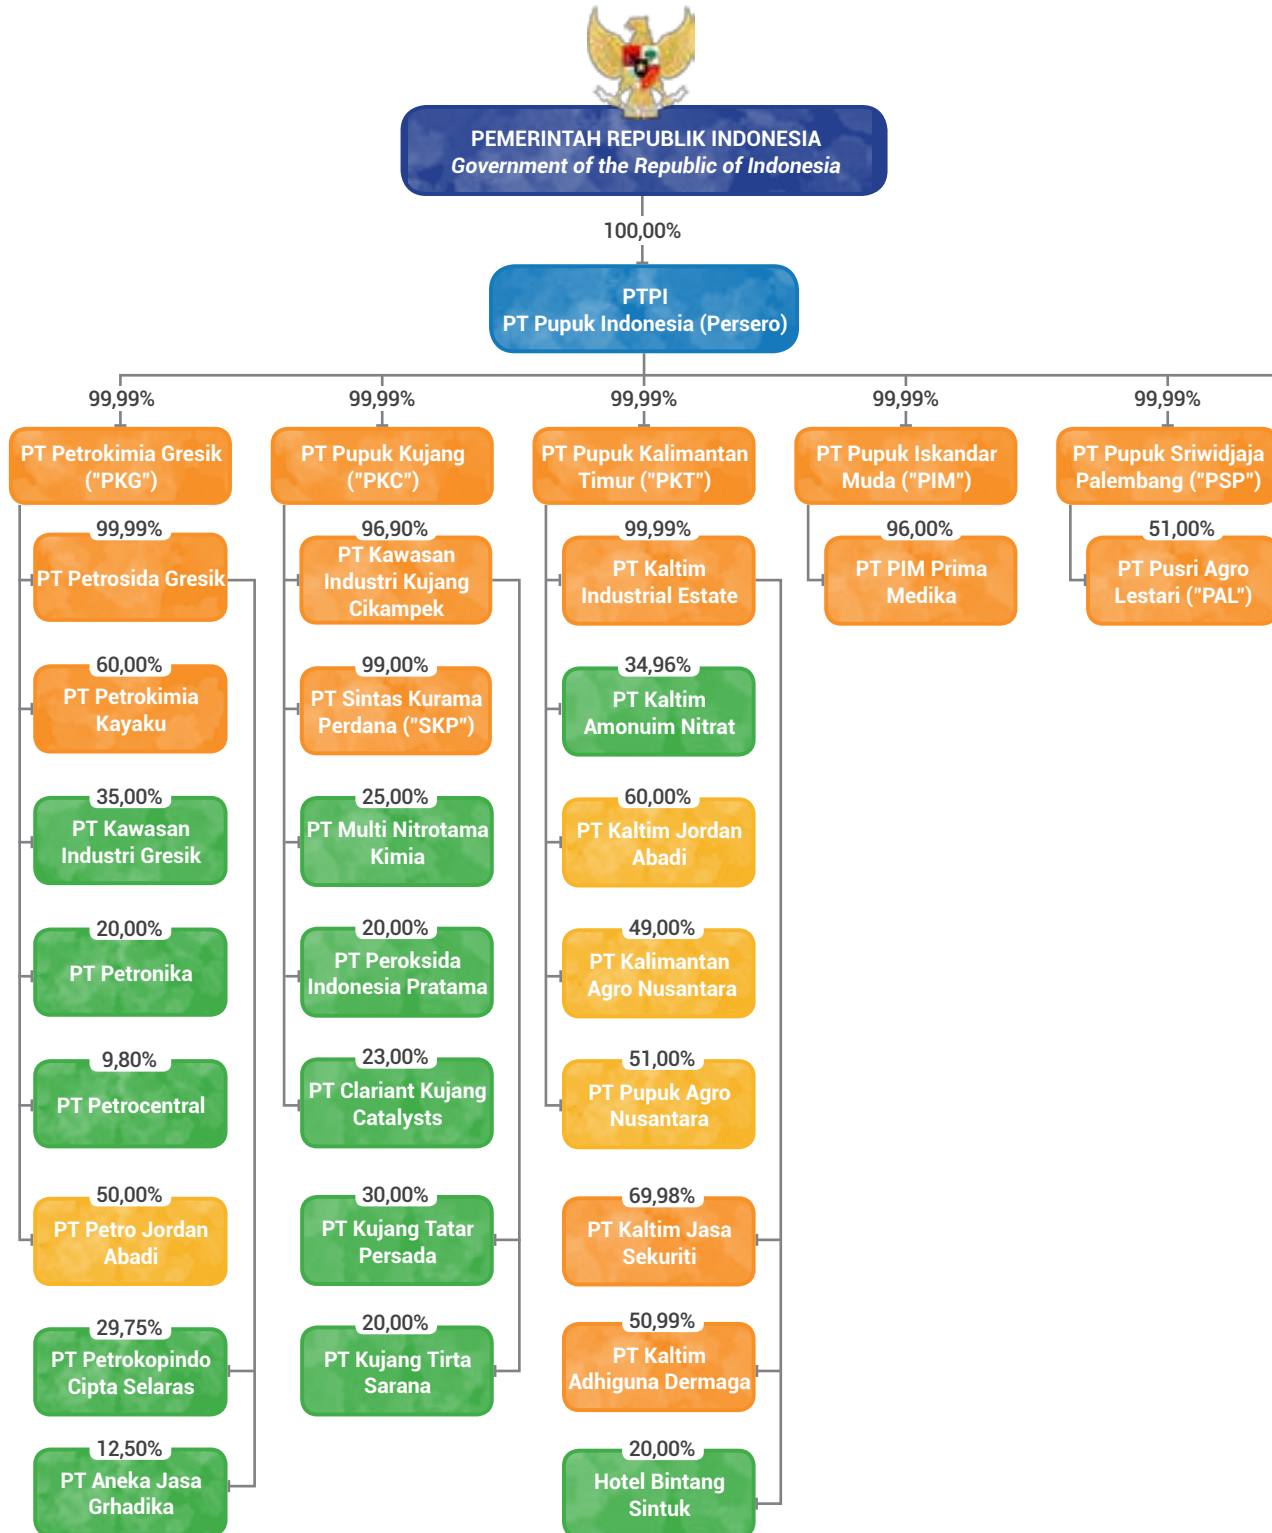 PEMERINTAH REPUBLIK INDONESIA
Government of the Republic of Indonesia
100,00%
PTPI
PT Pupuk Indonesia (Persero)
99,99%
PT Petrokimia Gresik
("PKG")
99,99%
PT Petrosida Gresik
60,00%
PT Petrokimia
Kayaku
35,00%
PT Kawasan
Industri Gresik
20,00%
PT Petronika
9,80%
PT Petrocentral
50,00%
PT Petro Jordan
Abadi
29,75%
PT Petrokopindo
Cipta Selaras
12,50%
PT Aneka Jasa
Grhadika
99,99%
PT Pupuk Kujang
("PKC")
96,90%
PT Kawasan
Industri Kujang
Cikampek
99,00%
PT Sintas Kurama
Perdana ("SKP")
25,00%
PT Multi Nitrotama
Kimia
20,00%
PT Peroksida
Indonesia Pratama
23,00%
PT Clariant Kujang
Catalysts
30,00%
PT Kujang Tatar
Persada
20,00%
PT Kujang Tirta
Sarana
99,99%
PT Pupuk Kalimantan
Timur ("PKT")
99,99%
PT Kaltim
Industrial Estate
34,96%
PT Kaltim
Amonuim Nitrat
60,00%
PT Kaltim Jordan
Abadi
49,00%
PT Kalimantan
Agro Nusantara
51,00%
PT Pupuk Agro
Nusantara
69,98%
PT Kaltim Jasa
Sekuriti
50,99%
PT Kaltim
Adhiguna Dermaga
20,00%
Hotel Bintang
Sintuk
99,99%
PT Pupuk Iskandar
Muda ("PIM")
96,00%
PT PIM Prima
Medika
99,99%
PT Pupuk Sriwidjaja
Palembang ("PSP")
51,00%
PT Pusri Agro
Lestari ("PAL")